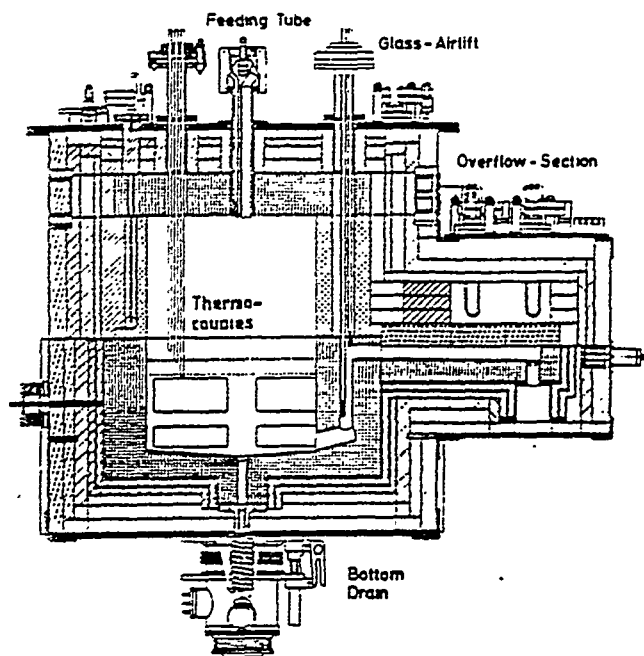 Feeding Tube
Glass-Airlift
Overflow-Section
Thermo-
couples
Bottom
Drain